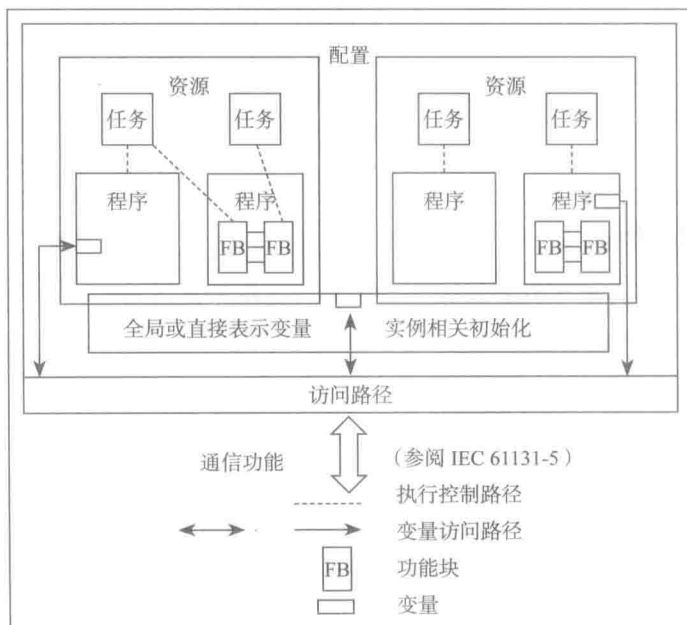 配置
资源 资源
任务 任务 任务 任务
程序 程序 程序 程序
FB FB FB FB
全局或直接表示变量 实例相关初始化
访问路径
通信功能 （参阅 IEC 61131-5）
执行控制路径
变量访问路径
FB 功能块
变量